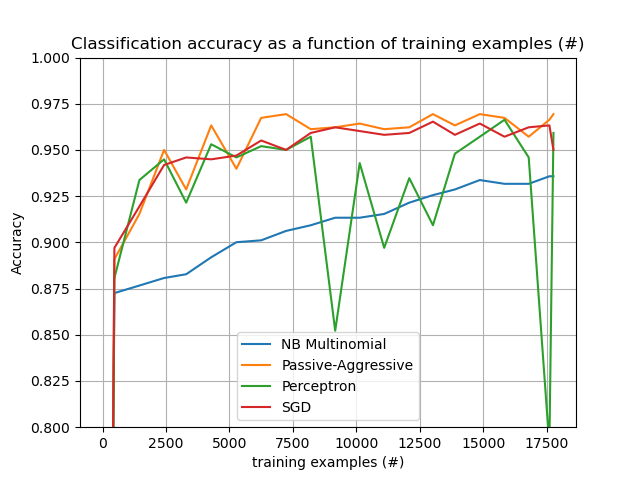 Classification accuracy as a function of training examples (#)
1.000
0.975
0.950
0.925
0.900
0.875
0.850
0.825
0.800
Accuracy
NB Multinomial
Passive-Aggressive
Perceptron
SGD
0 2500 5000 7500 10000 12500 15000 17500
training examples (#)